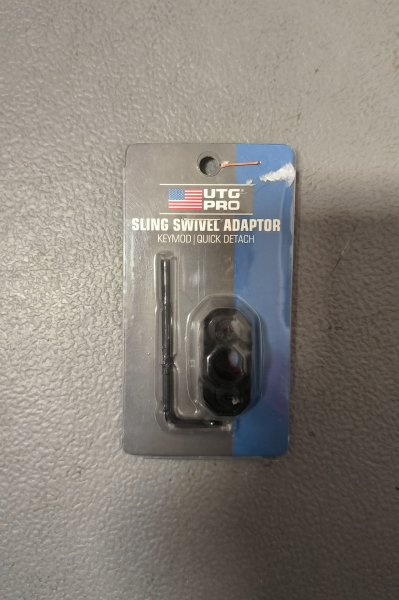 UTG®
PRO
SLING SWIVEL ADAPTOR
KEYMOD | QUICK DETACH